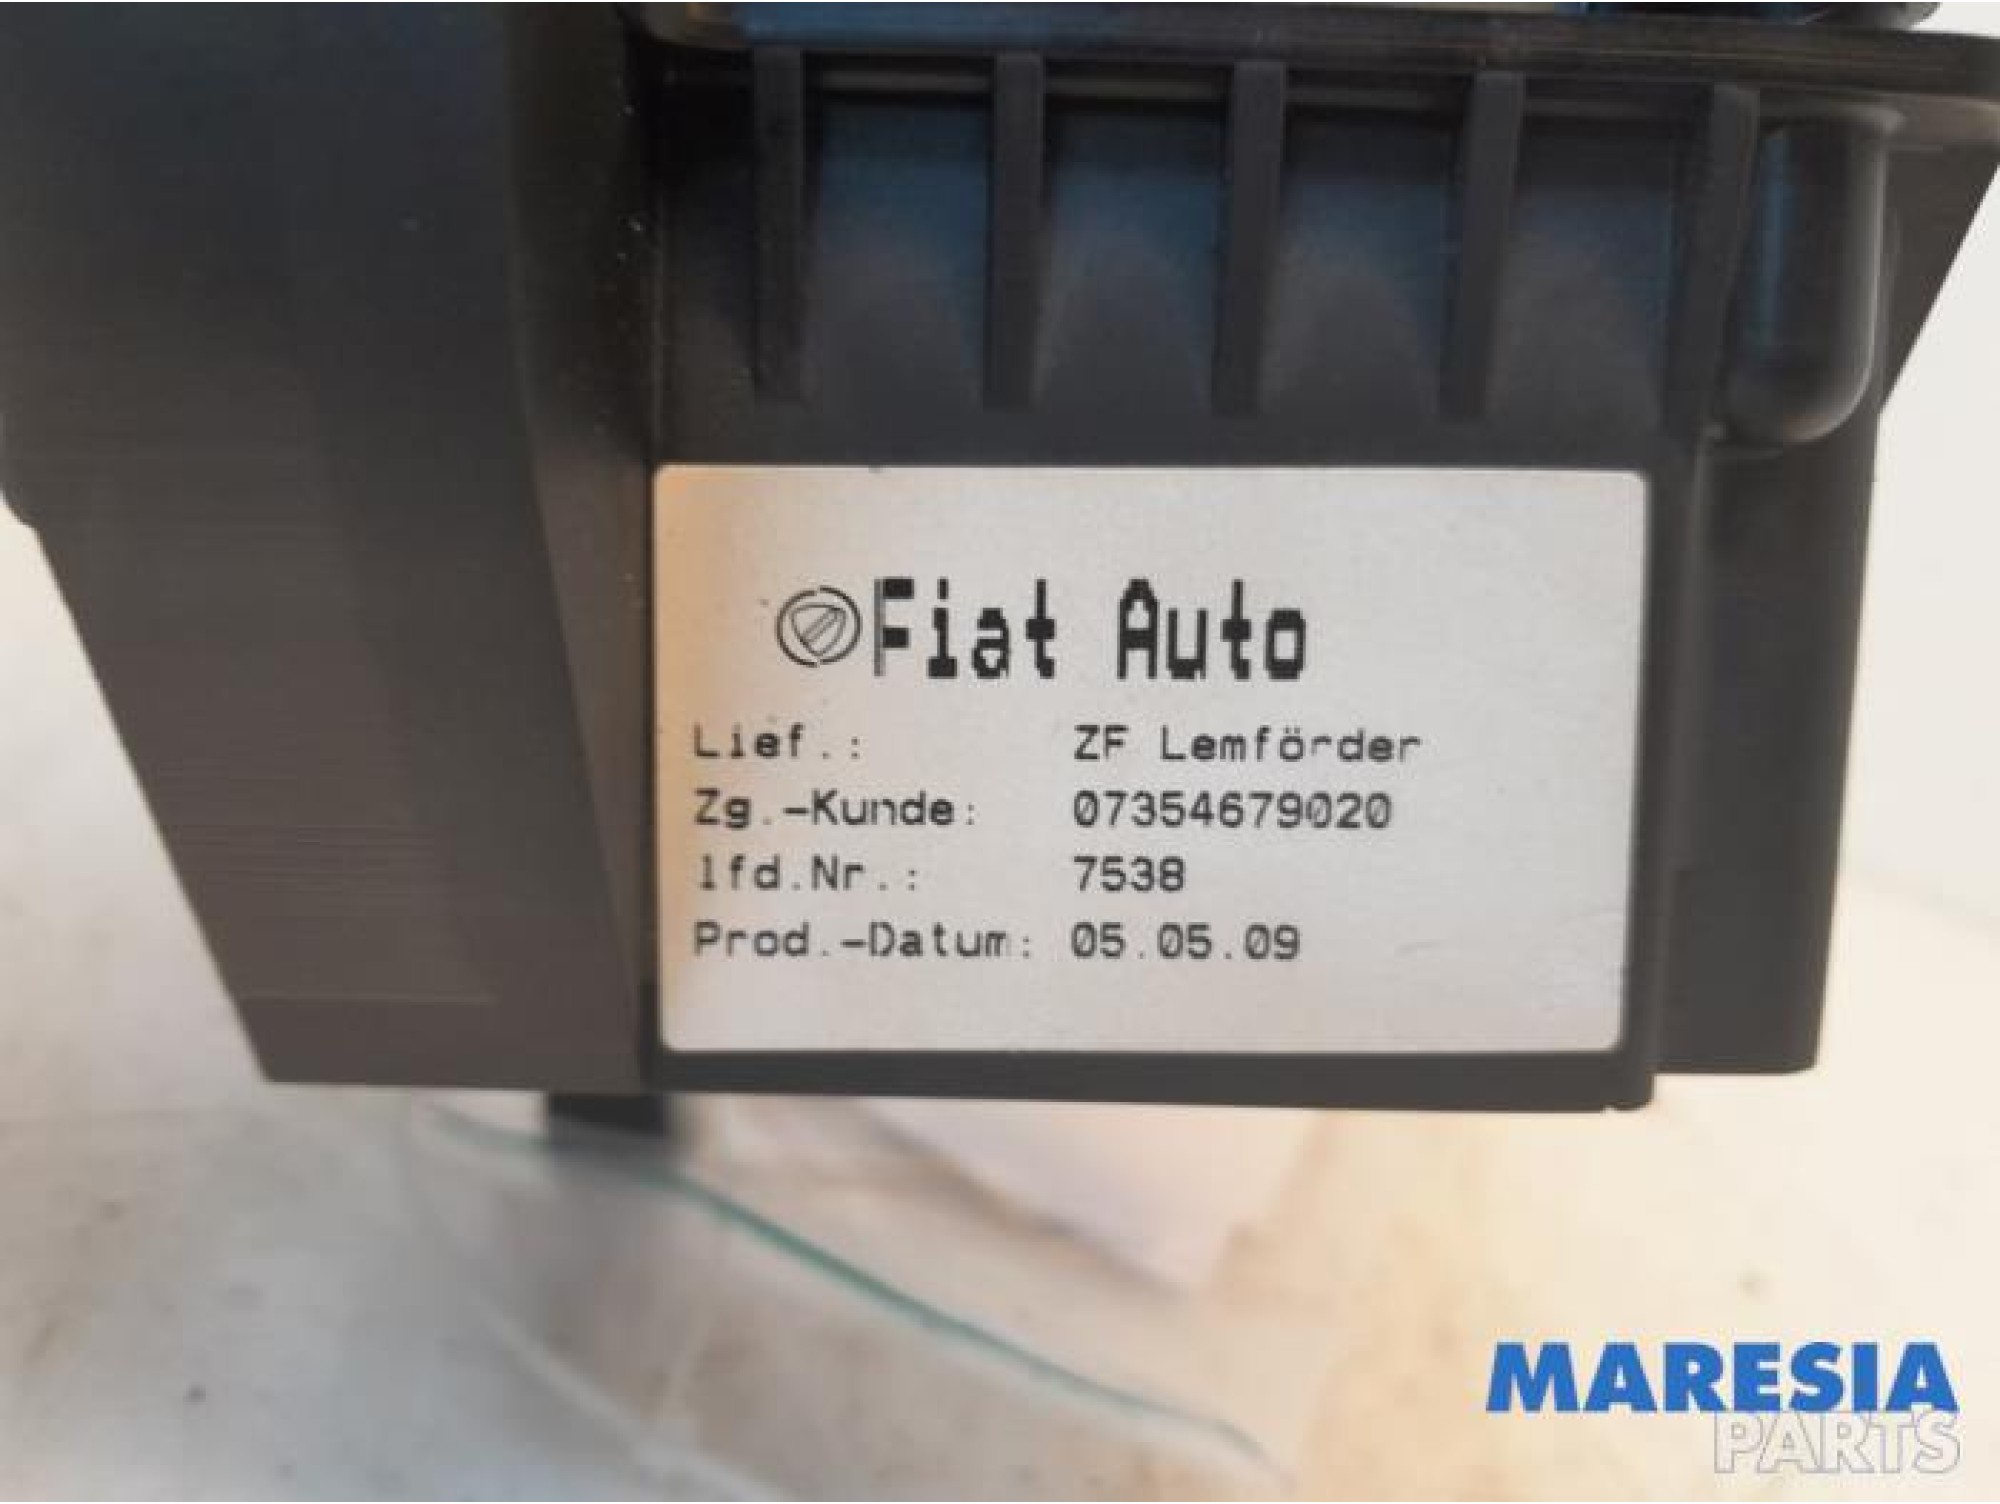 Fiat Auto
Lief.: ZF Lemförder
Zg.-Kunde: 07354679020
lfd.Nr.: 7538
Prod.-Datum: 05.05.09
MARESIA
PARTS